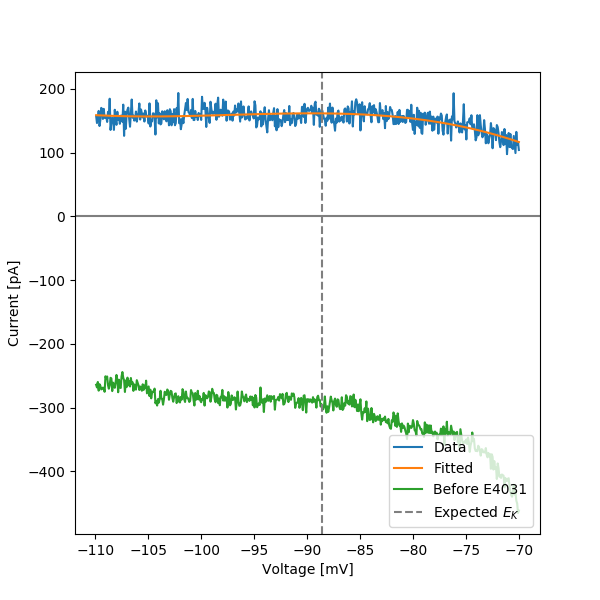 200
100
0
−100
−200
−300
−400
Current [pA]
Data
Fitted
Before E4031
Expected E_K
−110 −105 −100 −95 −90 −85 −80 −75 −70
Voltage [mV]